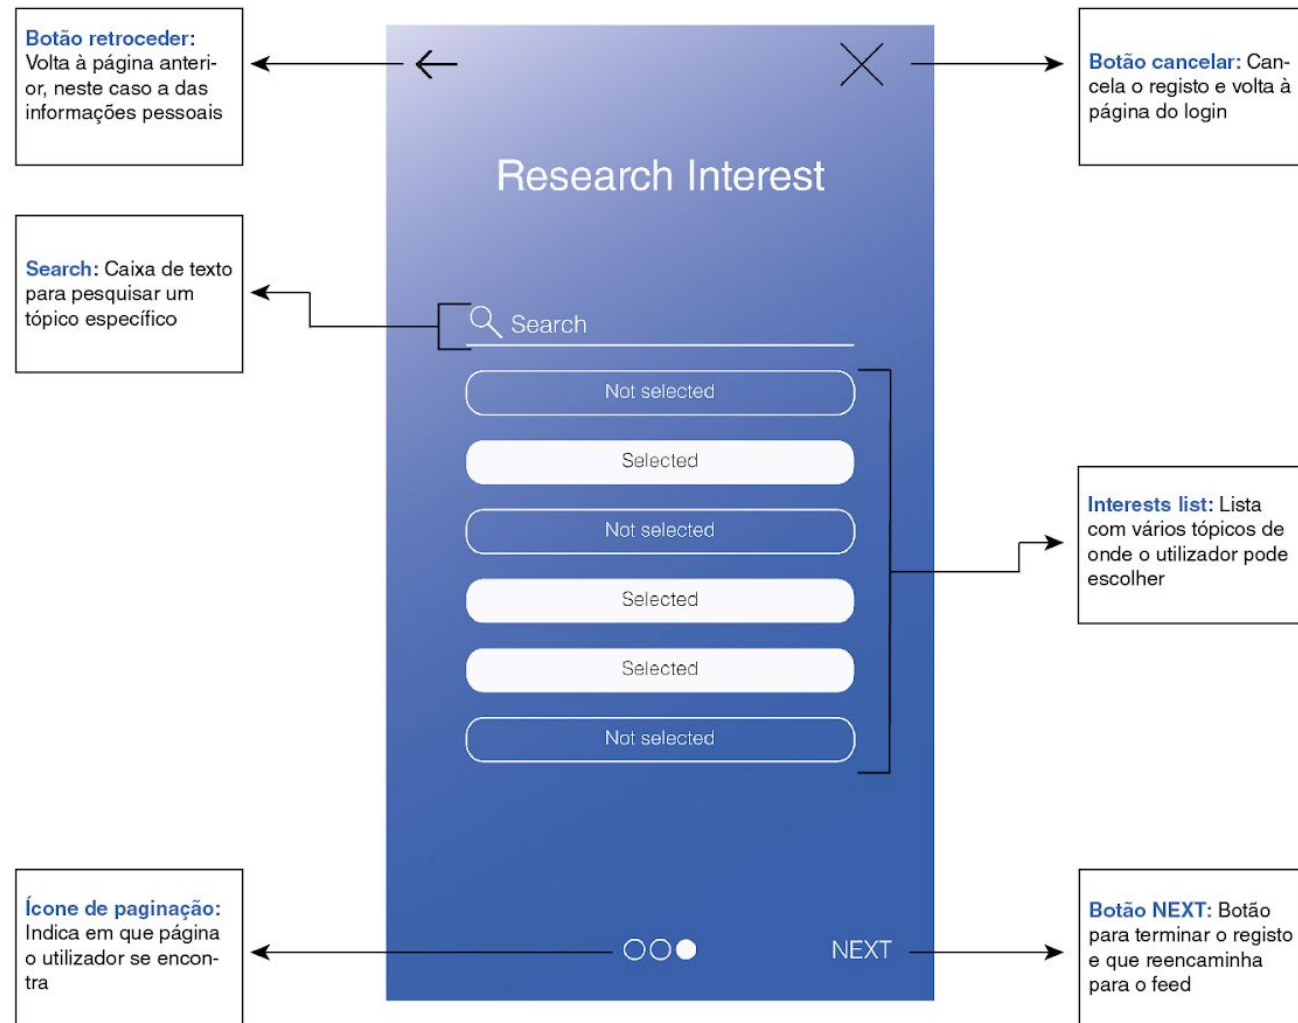 Botão retroceder:
Volta à página anteri-
or, neste caso a das
informações pessoais
Botão cancelar: Can-
cela o registo e volta à
página do login
Research Interest
Search: Caixa de texto
para pesquisar um
tópico específico
Search
Not selected
Selected
Not selected
Selected
Selected
Not selected
Interests list: Lista
com vários tópicos de
onde o utilizador pode
escolher
Ícone de paginação:
Indica em que página
o utilizador se encon-
tra
NEXT
Botão NEXT: Botão
para terminar o registo
e que reencaminha
para o feed